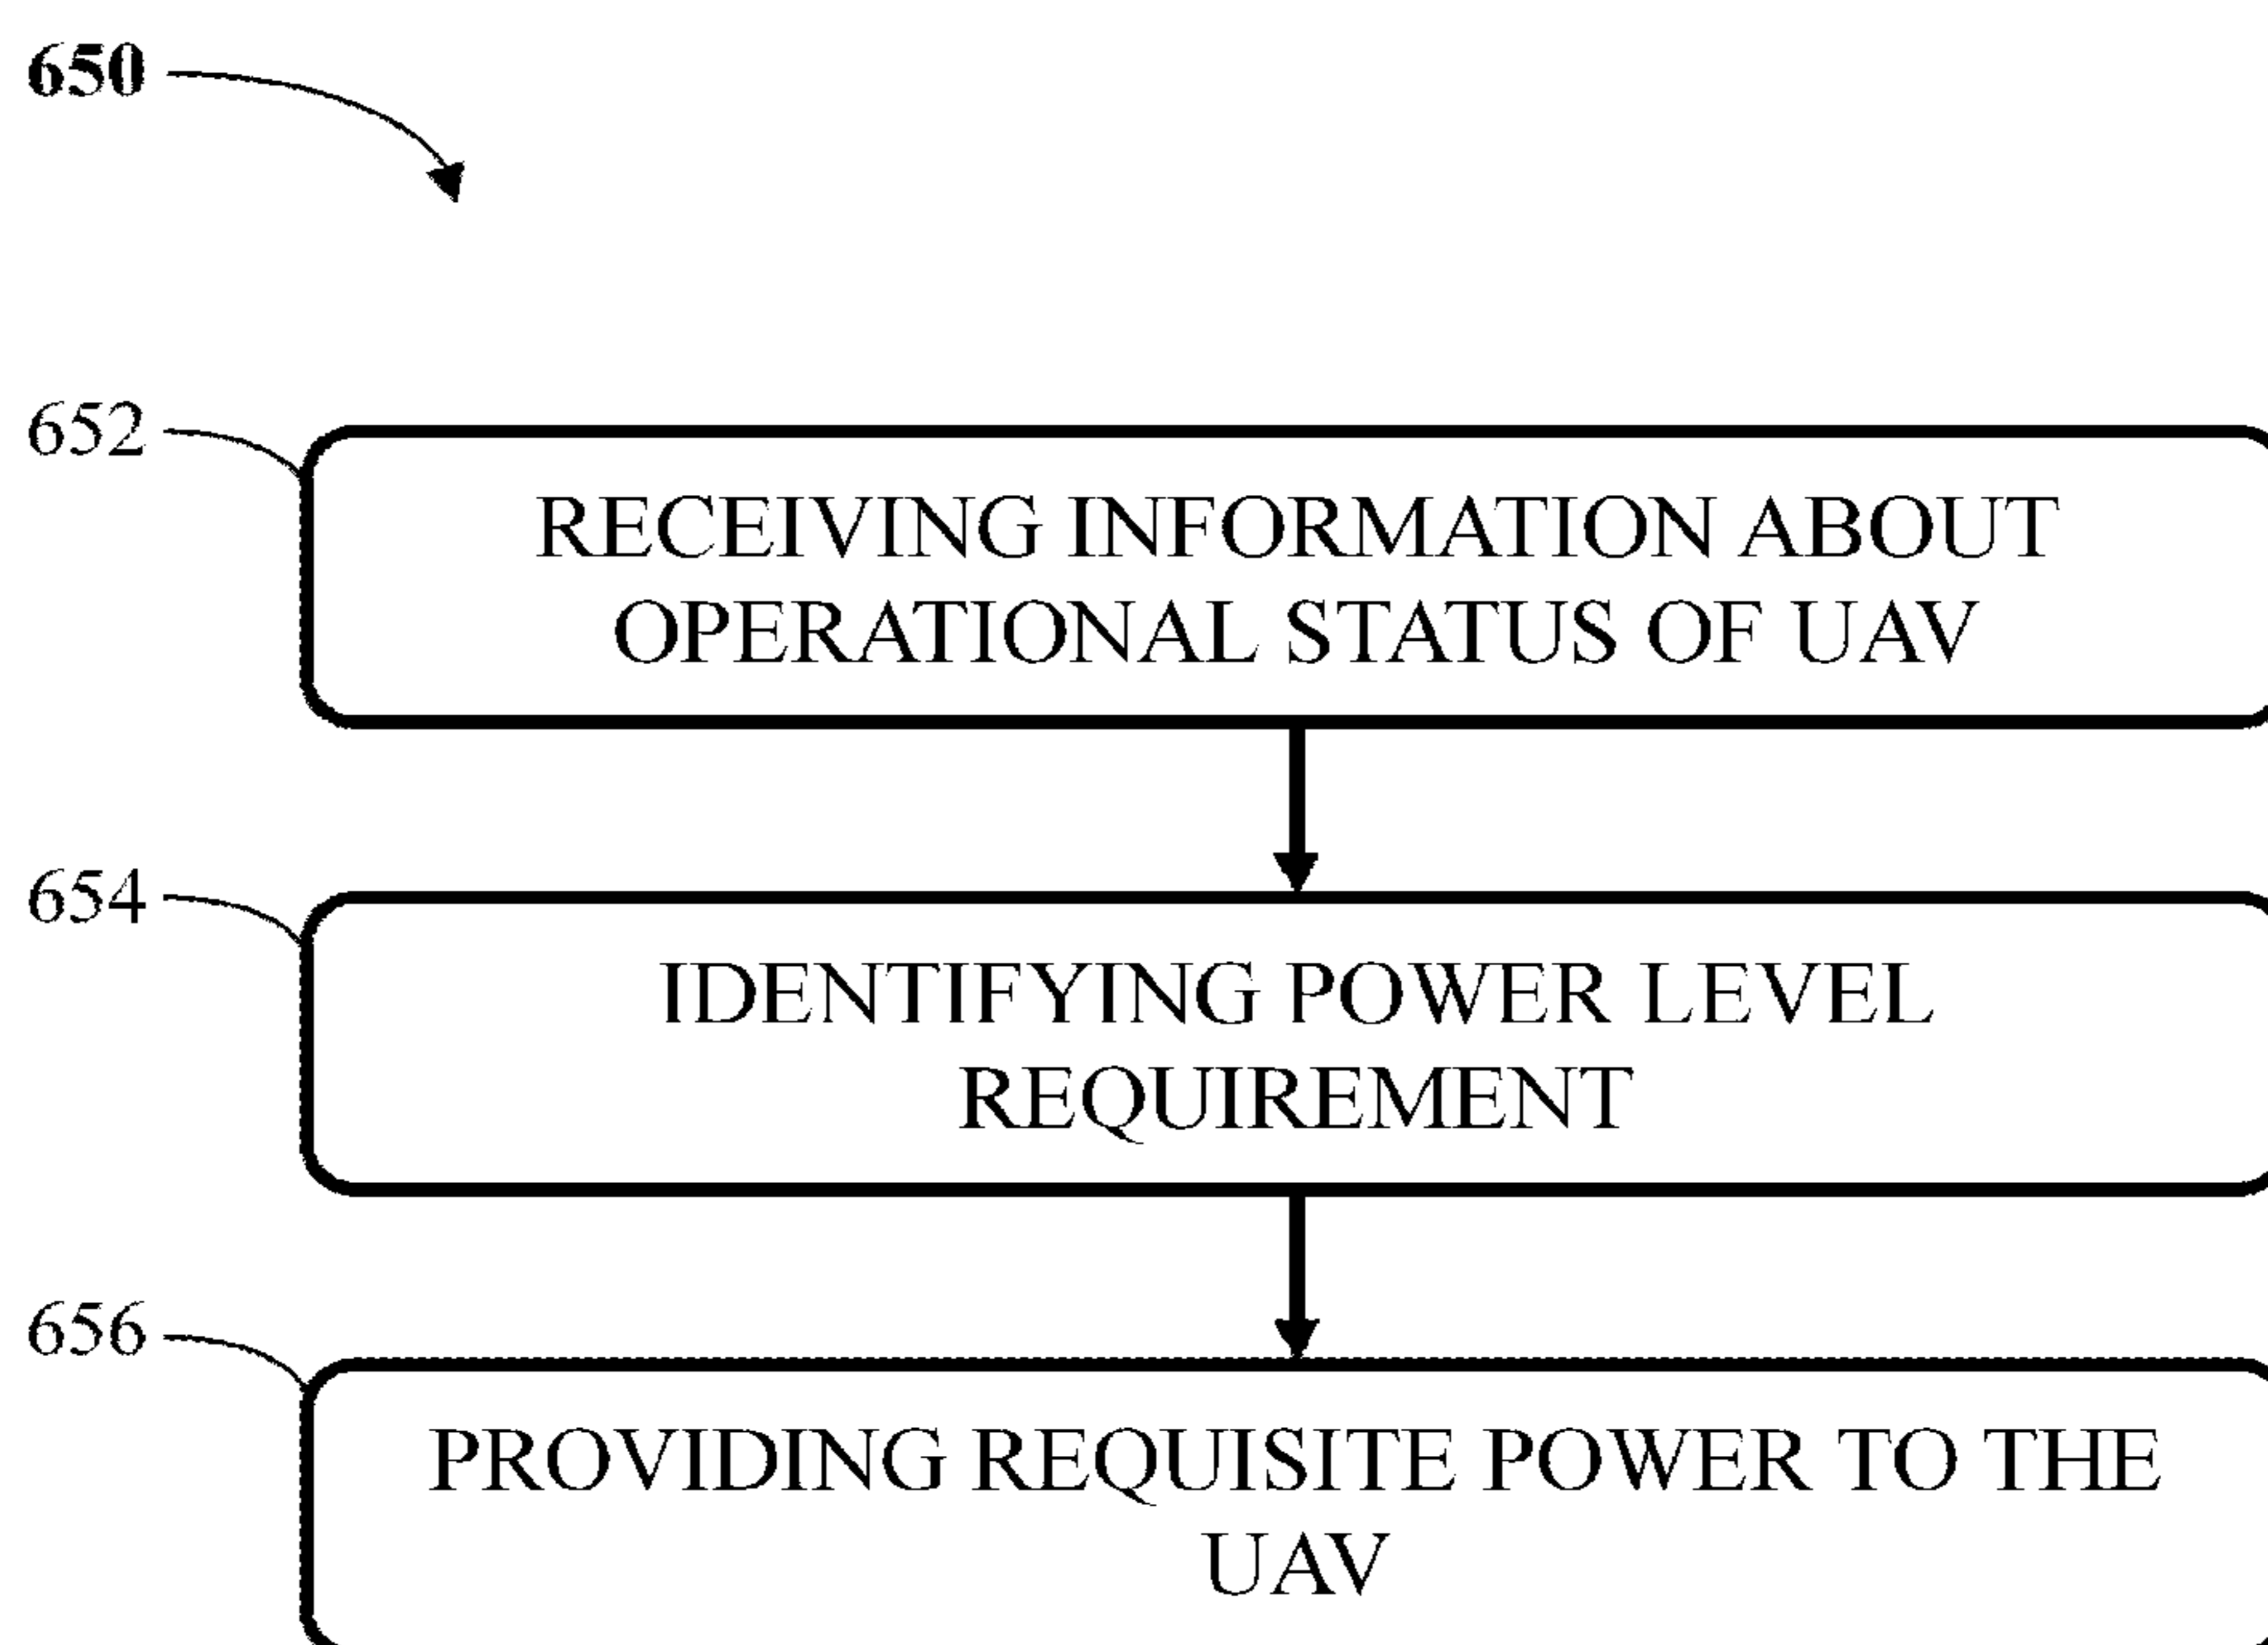 650
652
RECEIVING INFORMATION ABOUT
OPERATIONAL STATUS OF UAV
654
IDENTIFYING POWER LEVEL
REQUIREMENT
656
PROVIDING REQUISITE POWER TO THE
UAV